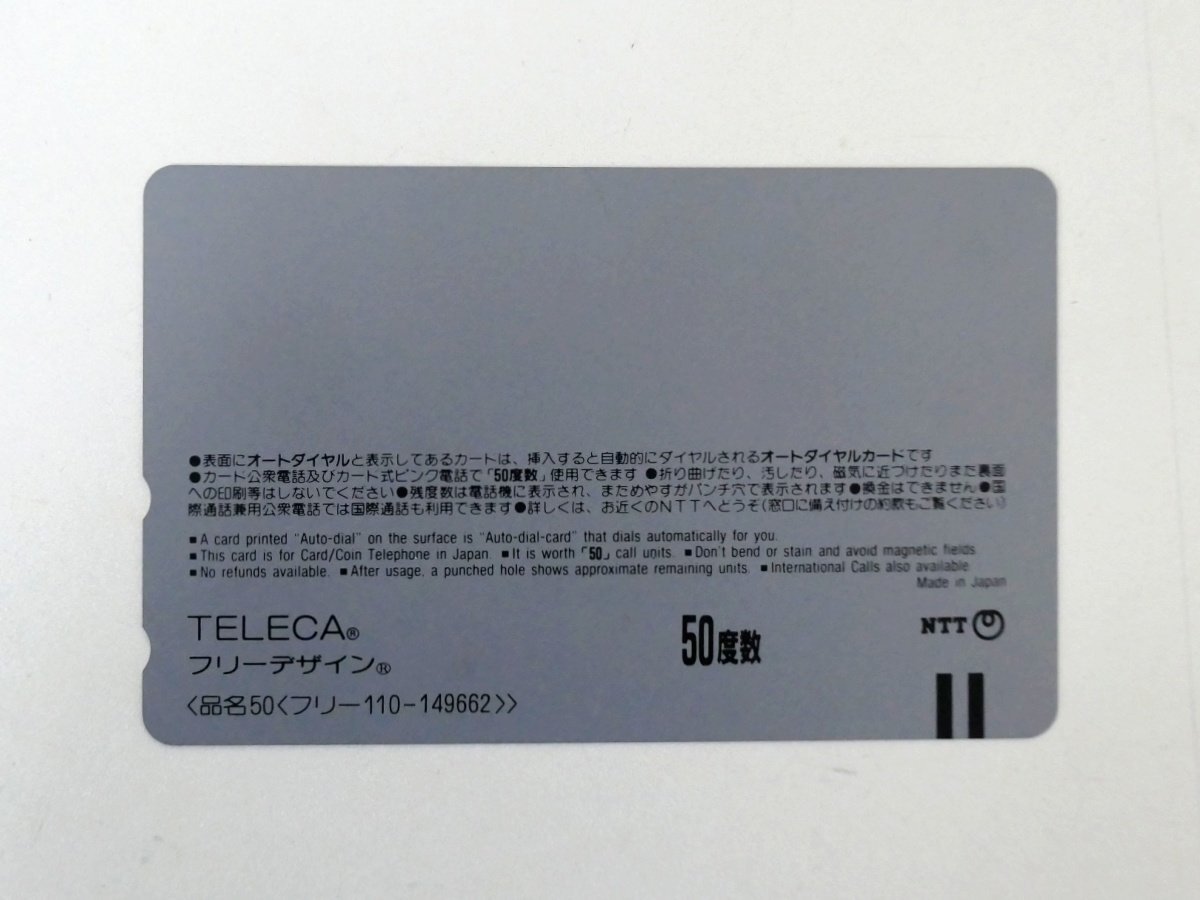 ●表面にオートダイヤルと表示してあるカードは、挿入すると自動的にダイヤルされるオートダイヤルカードです
●カード公衆電話及びカード式ピンク電話で「50度数」使用できます ●折り曲げたり、汚したり、磁気に近づけたりまた裏面
への印刷等はしないでください ●残度数は電話機に表示され、まためやすがパンチ穴で表示されます ●換金はできません ●国
際通話兼用公衆電話では国際通話も利用できます ●詳しくは、お近くのNTTへどうぞ(窓口に備え付けの約款もご覧ください)
■ A card printed "Auto-dial" on the surface is "Auto-dial-card" that dials automatically for you.
■ This card is for Card/Coin Telephone in Japan. ■ It is worth「50」call units. ■ Don't bend or stain and avoid magnetic fields.
■ No refunds available. ■ After usage, a punched hole shows approximate remaining units. ■ International Calls also available.
Made in Japan
TELECA®
フリーデザイン®
50度数
NTT
〈品名50〈フリー110-149662〉〉